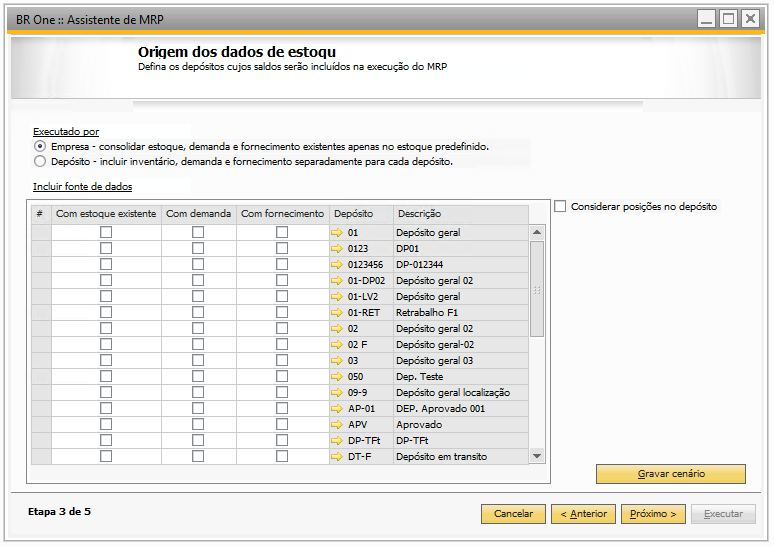 BR One :: Assistente de MRP
Origem dos dados de estoqu
Defina os depósitos cujos saldos serão incluídos na execução do MRP
Executado por
Empresa - consolidar estoque, demanda e fornecimento existentes apenas no estoque predefinido.
Depósito - incluir inventário, demanda e fornecimento separadamente para cada depósito.
Incluir fonte de dados
Considerar posições no depósito
# Com estoque existente Com demanda Com fornecimento Depósito Descrição
01 Depósito geral
0123 DP01
0123456 DP-012344
01-DP02 Depósito geral 02
01-LV2 Depósito geral
01-RET Retrabalho F1
02 Depósito geral 02
02 F Depósito geral-02
03 Depósito geral 03
050 Dep. Teste
09-9 Depósito geral localização
AP-01 DEP. Aprovado 001
APV Aprovado
DP-TFt DP-TFt
DT-F Depósito em transito
Gravar cenário
Etapa 3 de 5
Cancelar < Anterior Próximo > Executar